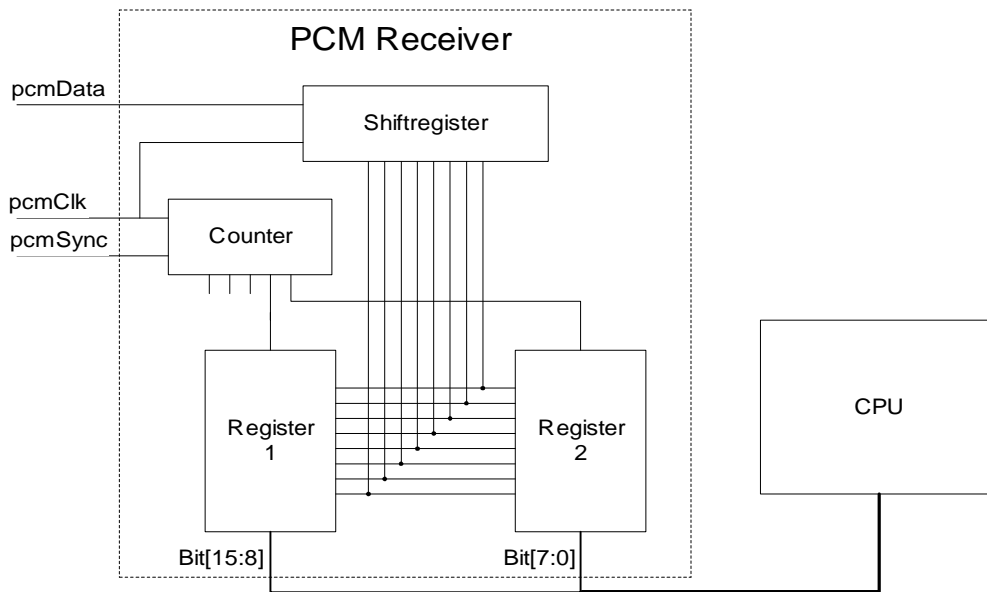 PCM Receiver
pcmData
Shiftregister
pcmClk
pcmSync
Counter
Register
1
Register
2
CPU
Bit[15:8]
Bit[7:0]